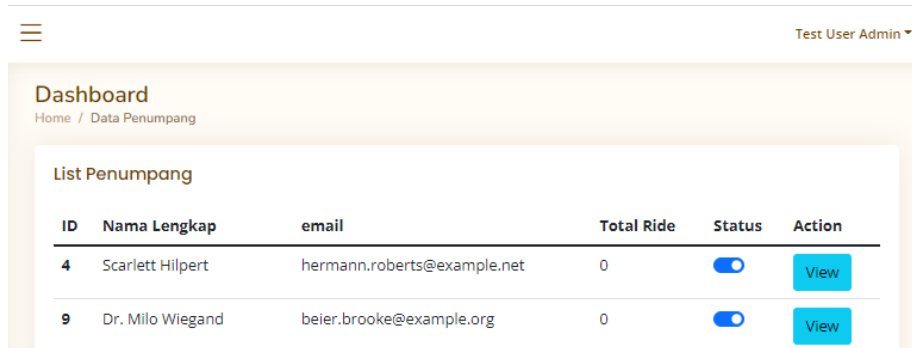 Test User Admin
Dashboard
Home / Data Penumpang
List Penumpang
ID Nama Lengkap email Total Ride Status Action
4 Scarlett Hilpert hermann.roberts@example.net 0 View
9 Dr. Milo Wiegand beier.brooke@example.org 0 View